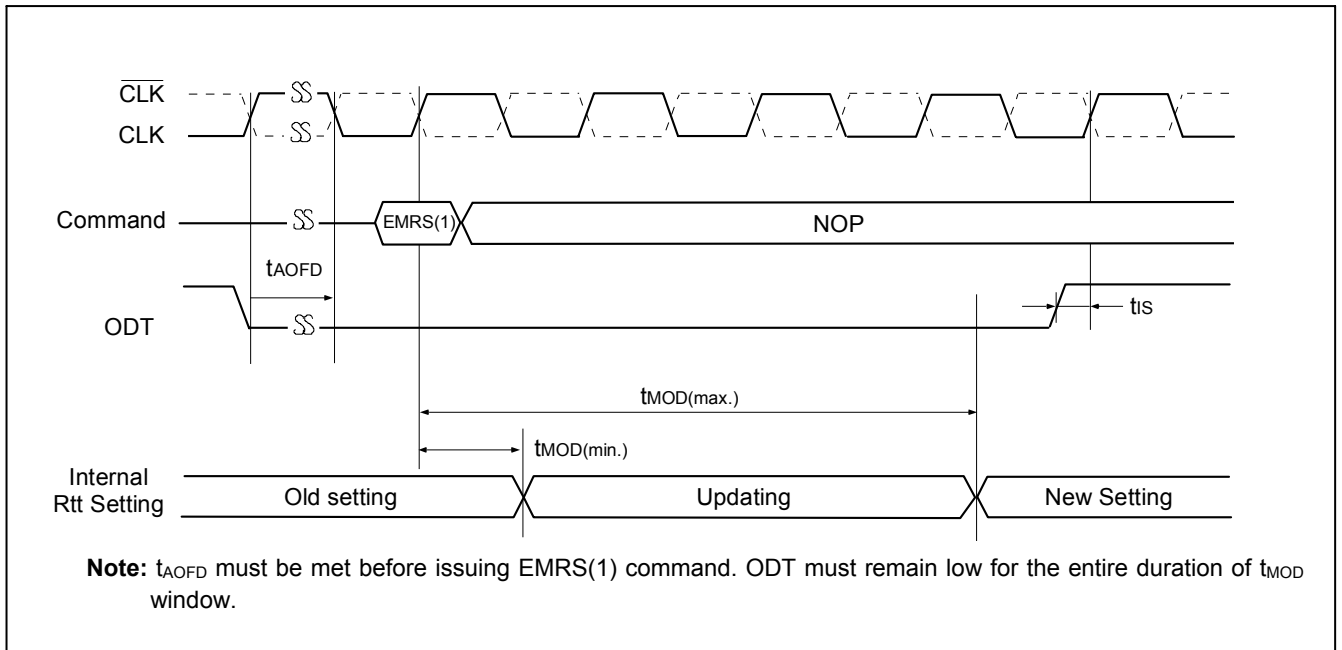 CLK
CLK
Command
EMRS(1)
NOP
tAOFD
ODT
tIS
tMOD(max.)
tMOD(min.)
Internal
Rtt Setting
Old setting
Updating
New Setting
Note: tAOFD must be met before issuing EMRS(1) command. ODT must remain low for the entire duration of tMOD
window.